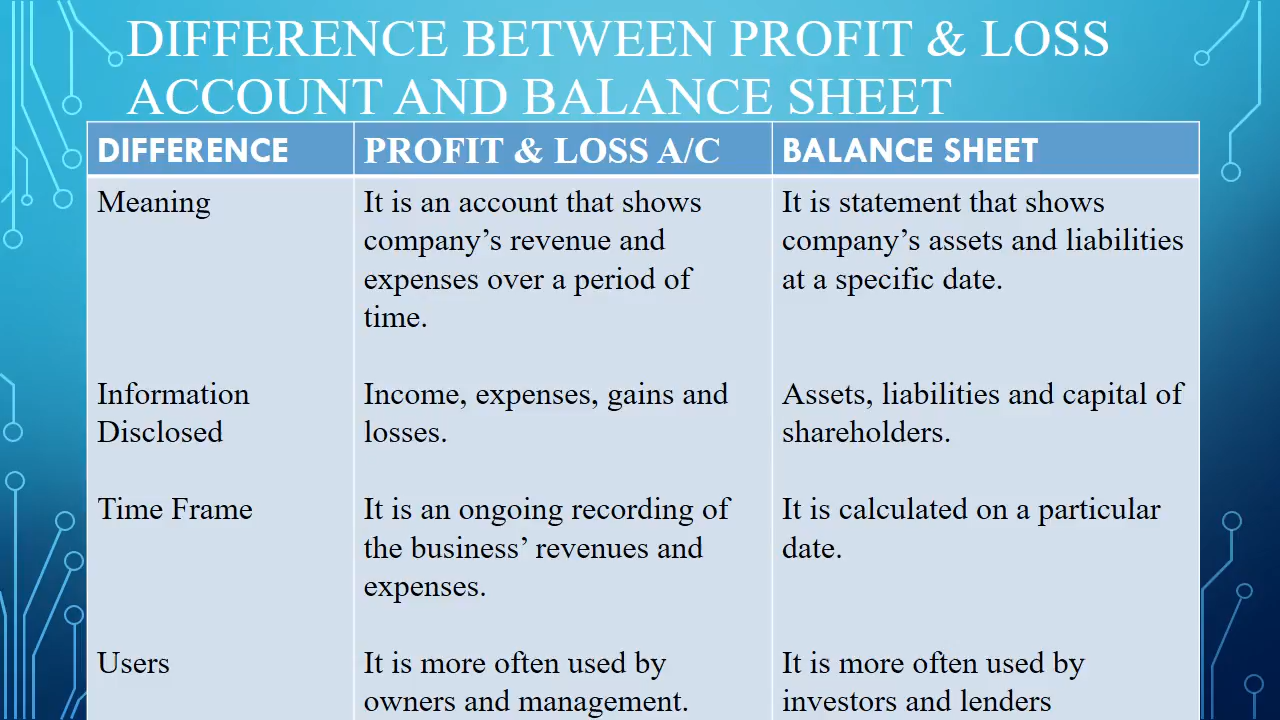 DIFFERENCE BETWEEN PROFIT & LOSS
ACCOUNT AND BALANCE SHEET
DIFFERENCE
PROFIT & LOSS A/C
BALANCE SHEET
Meaning
It is an account that shows
company’s revenue and
expenses over a period of
time.
It is statement that shows
company’s assets and liabilities
at a specific date.
Information
Disclosed
Income, expenses, gains and
losses.
Assets, liabilities and capital of
shareholders.
Time Frame
It is an ongoing recording of
the business’ revenues and
expenses.
It is calculated on a particular
date.
Users
It is more often used by
owners and management.
It is more often used by
investors and lenders